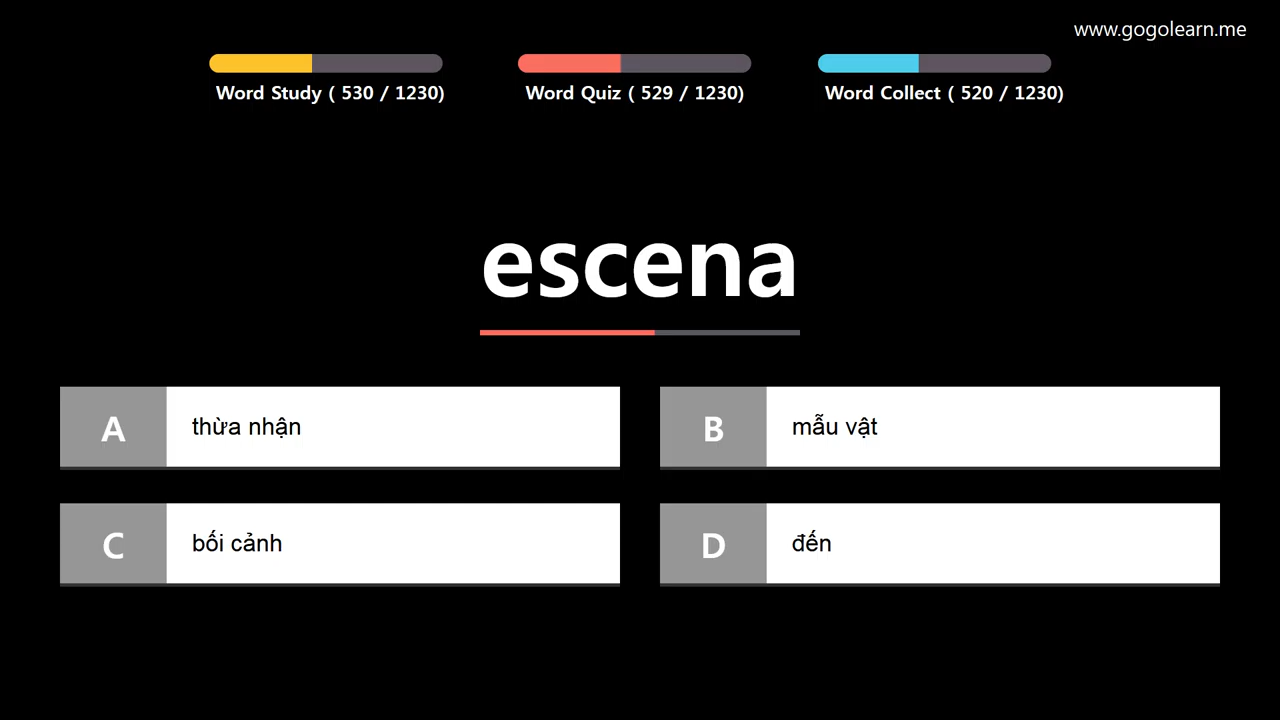 www.gogolearn.me
Word Study ( 530 / 1230)
Word Quiz ( 529 / 1230)
Word Collect ( 520 / 1230)
escena
A
thừa nhận
B
mẫu vật
C
bối cảnh
D
đến